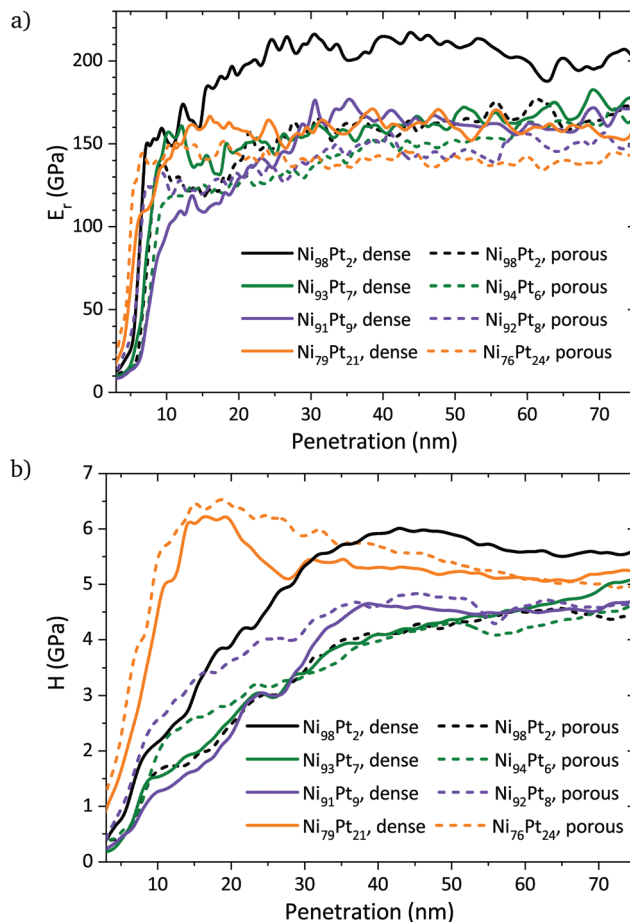 a)
200
150
100
50
0
E_r (GPa)
Ni₉₈Pt₂, dense Ni₉₈Pt₂, porous
Ni₉₃Pt₇, dense Ni₉₄Pt₆, porous
Ni₉₁Pt₉, dense Ni₉₂Pt₈, porous
Ni₇₉Pt₂₁, dense Ni₇₆Pt₂₄, porous
10 20 30 40 50 60 70
Penetration (nm)
b)
7
6
5
4
3
2
1
0
H (GPa)
Ni₉₈Pt₂, dense Ni₉₈Pt₂, porous
Ni₉₃Pt₇, dense Ni₉₄Pt₆, porous
Ni₉₁Pt₉, dense Ni₉₂Pt₈, porous
Ni₇₉Pt₂₁, dense Ni₇₆Pt₂₄, porous
10 20 30 40 50 60 70
Penetration (nm)